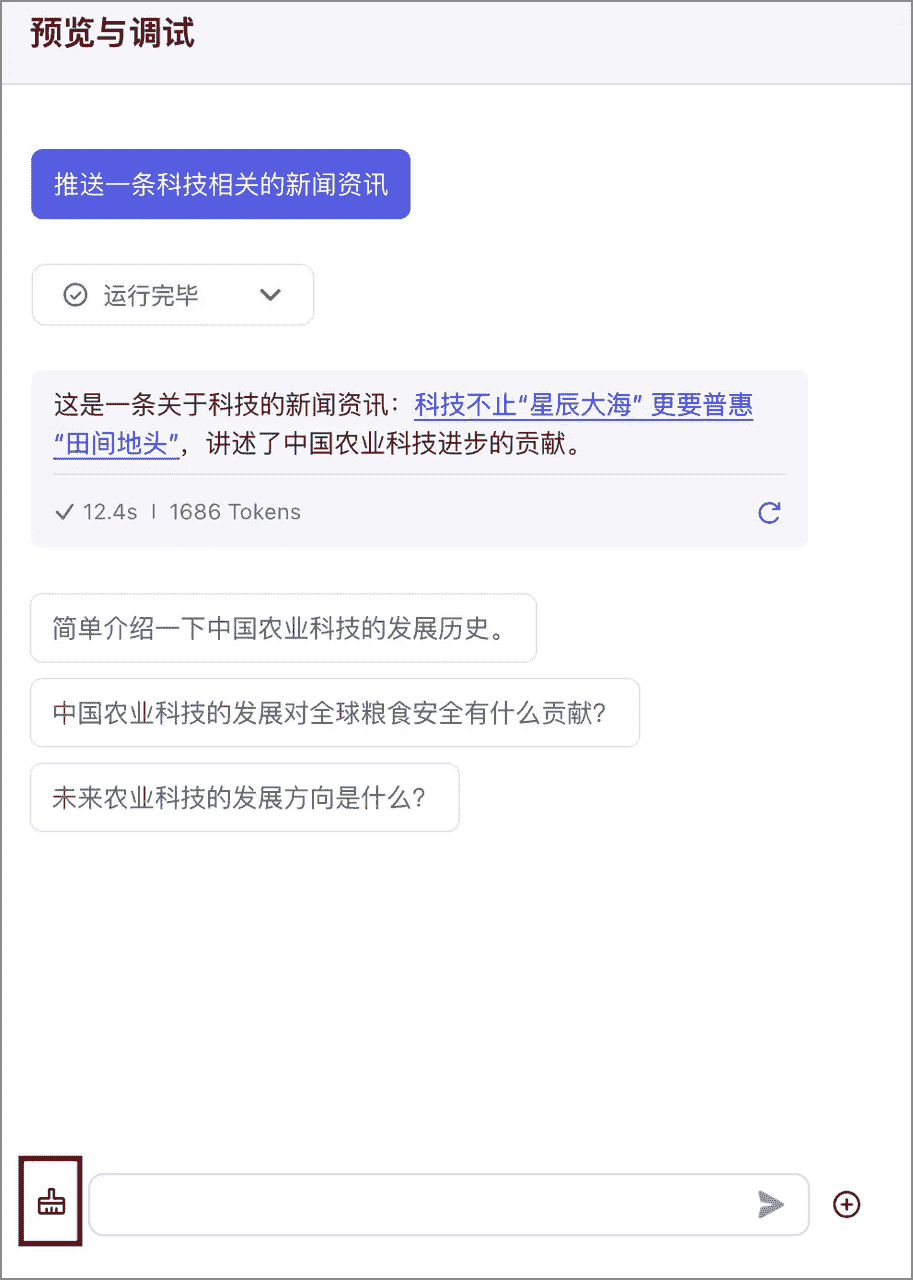 预览与调试
推送一条科技相关的新闻资讯
运行完毕
这是一条关于科技的新闻资讯：科技不止“星辰大海” 更要普惠
“田间地头”，讲述了中国农业科技进步的贡献。
12.4s | 1686 Tokens
简单介绍一下中国农业科技的发展历史。
中国农业科技的发展对全球粮食安全有什么贡献？
未来农业科技的发展方向是什么？